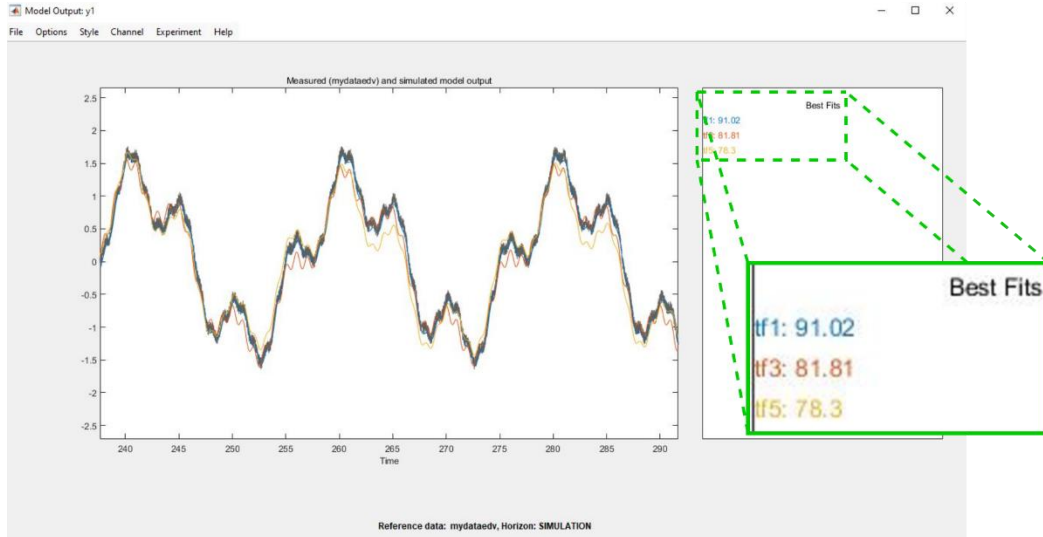 Model Output: y1
File Options Style Channel Experiment Help
Measured (mydataedv) and simulated model output
2.5
2
1.5
1
0.5
0
-0.5
-1
-1.5
-2
-2.5
240 245 250 255 260 265 270 275 280 285 290
Time
Best Fits
tf1: 91.02
tf3: 81.81
tf5: 78.3
Best Fits
tf1: 91.02
tf3: 81.81
tf5: 78.3
Reference data: mydataedv, Horizon: SIMULATION